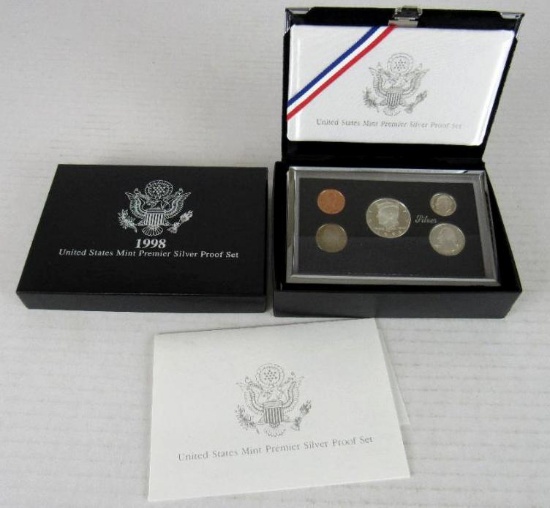 United States Mint Premier Silver Proof Set
Silver
1998
United States Mint Premier Silver Proof Set
United States Mint Premier Silver Proof Set